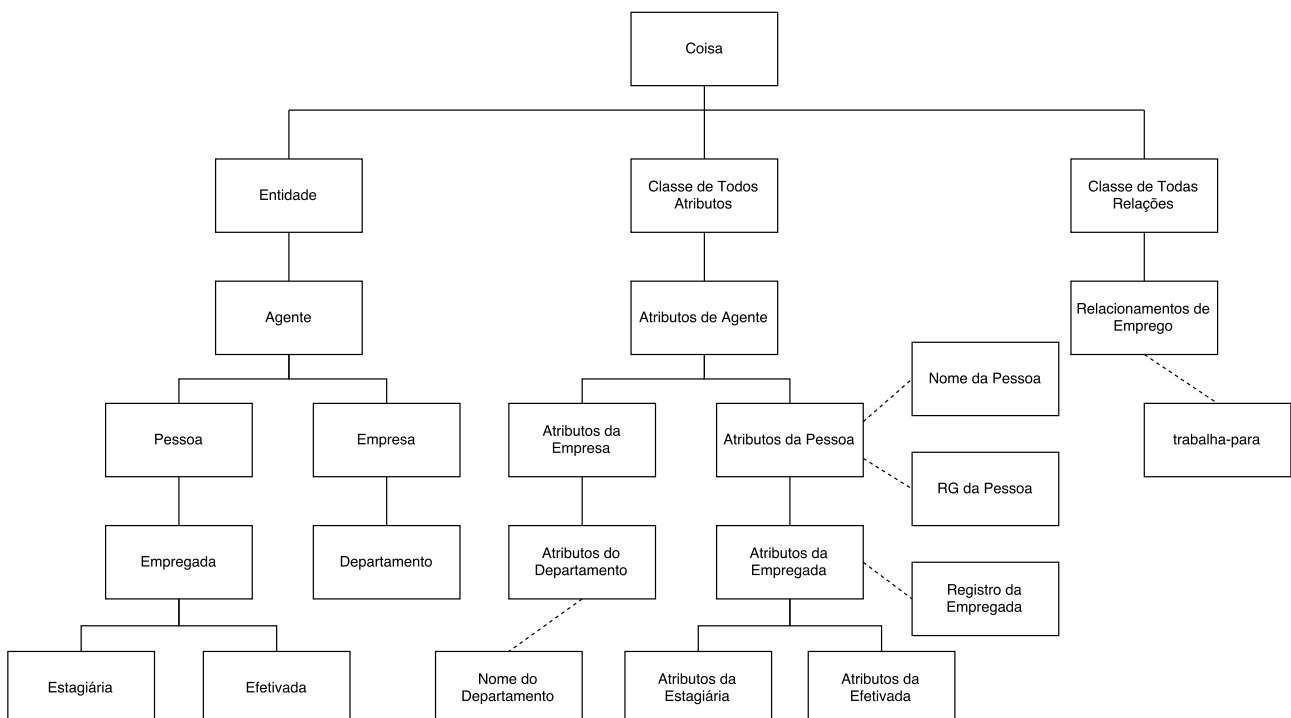 Coisa
Entidade
Classe de Todos
Atributos
Classe de Todas
Relações
Agente
Atributos de Agente
Relacionamentos de
Emprego
Nome da Pessoa
Pessoa
Empresa
Atributos da
Empresa
Atributos da Pessoa
trabalha-para
RG da Pessoa
Empregada
Departamento
Atributos do
Departamento
Atributos da
Empregada
Registro da
Empregada
Estagiária
Efetivada
Nome do
Departamento
Atributos da
Estagiária
Atributos da
Efetivada